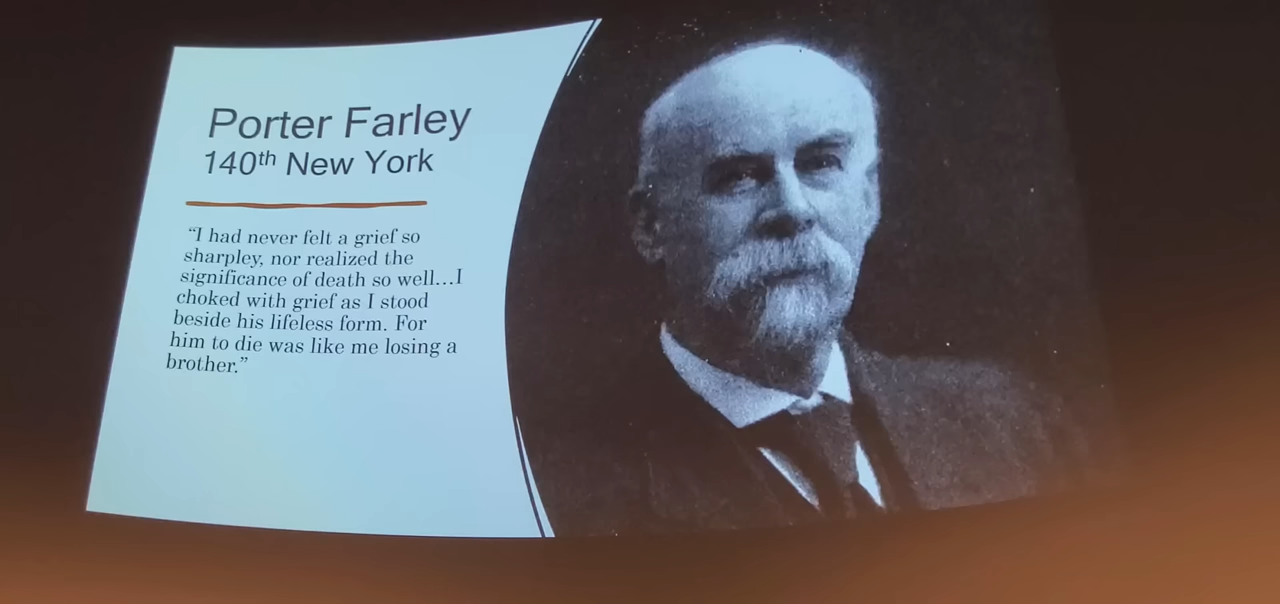 Porter Farley
140th New York
“I had never felt a grief so
sharpley, nor realized the
significance of death so well...I
choked with grief as I stood
beside his lifeless form. For
him to die was like me losing a
brother.”